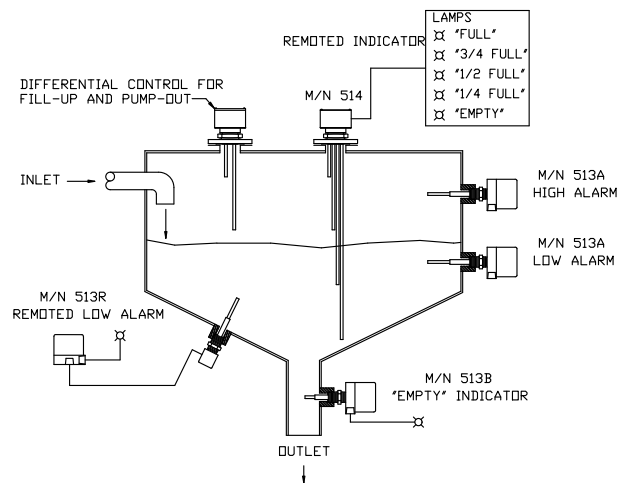 LAMPS
"FULL"
"3/4 FULL"
"1/2 FULL"
"1/4 FULL"
"EMPTY"
REMOTED INDICATOR
DIFFERENTIAL CONTROL FOR
FILL-UP AND PUMP-OUT
M/N 514
INLET
M/N 513A
HIGH ALARM
M/N 513A
LOW ALARM
M/N 513R
REMOTED LOW ALARM
M/N 513B
"EMPTY" INDICATOR
OUTLET